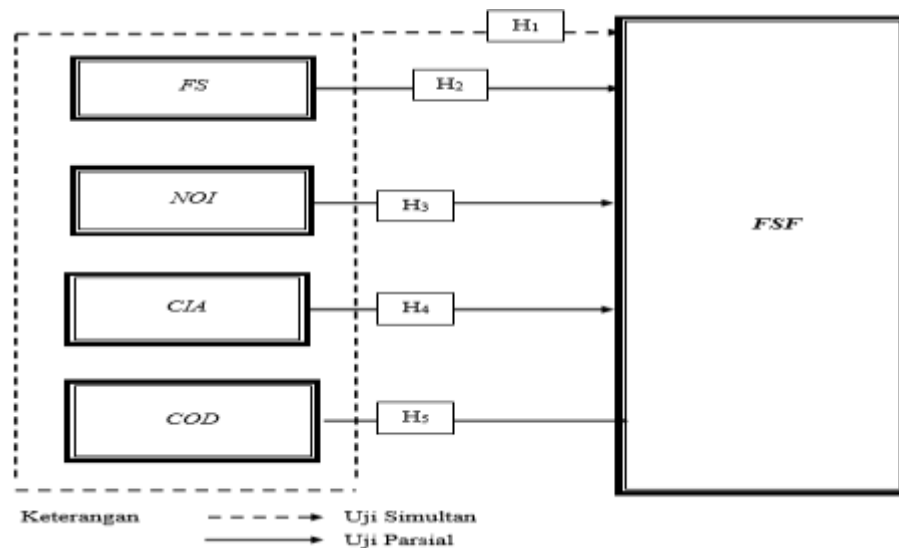 H₁
FS
H₂
NOI
H₃
FSF
CIA
H₄
COD
H₅
Keterangan
Uji Simultan
Uji Parsial